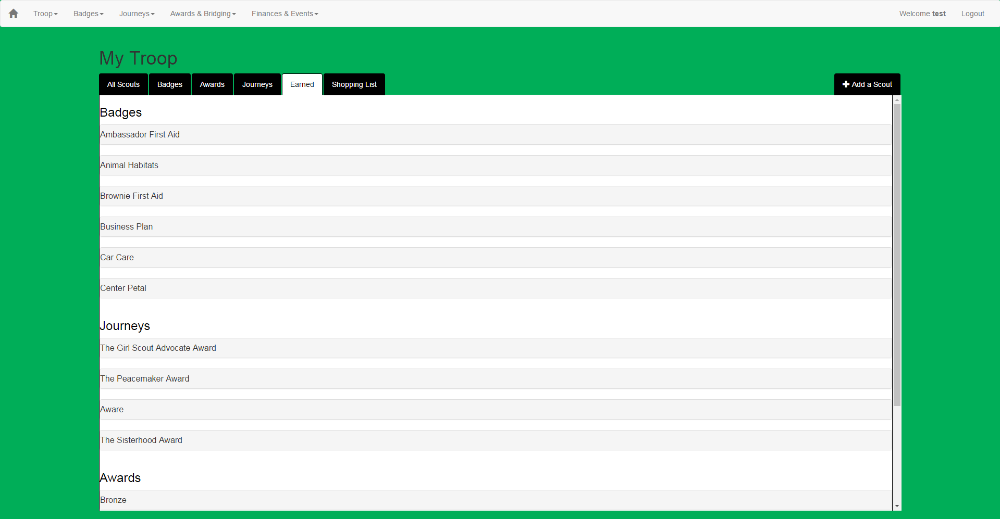 Troop Badges Journeys Awards & Bridging Finances & Events Welcome test Logout
My Troop
All Scouts Badges Awards Journeys Earned Shopping List Add a Scout
Badges
Ambassador First Aid
Animal Habitats
Brownie First Aid
Business Plan
Car Care
Center Petal
Journeys
The Girl Scout Advocate Award
The Peacemaker Award
Aware
The Sisterhood Award
Awards
Bronze